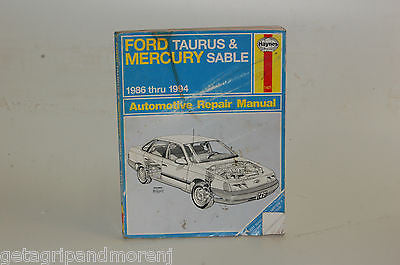 FORD TAURUS &
MERCURY SABLE
Haynes
1986 thru 1994
Automotive Repair Manual
getagripandmorenj